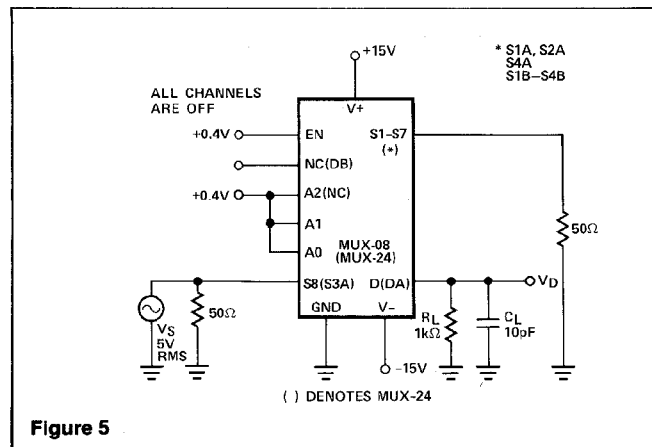 +15V
* S1A, S2A
S4A
S1B–S4B
ALL CHANNELS
ARE OFF
V+
+0.4V
EN
S1–S7
(*)
NC(DB)
+0.4V
A2(NC)
A1
A0
MUX-08
(MUX-24)
50Ω
S8(S3A)
D(DA)
VD
50Ω
GND
V−
RL
1kΩ
CL
10pF
VS
5V
RMS
−15V
( ) DENOTES MUX-24
Figure 5